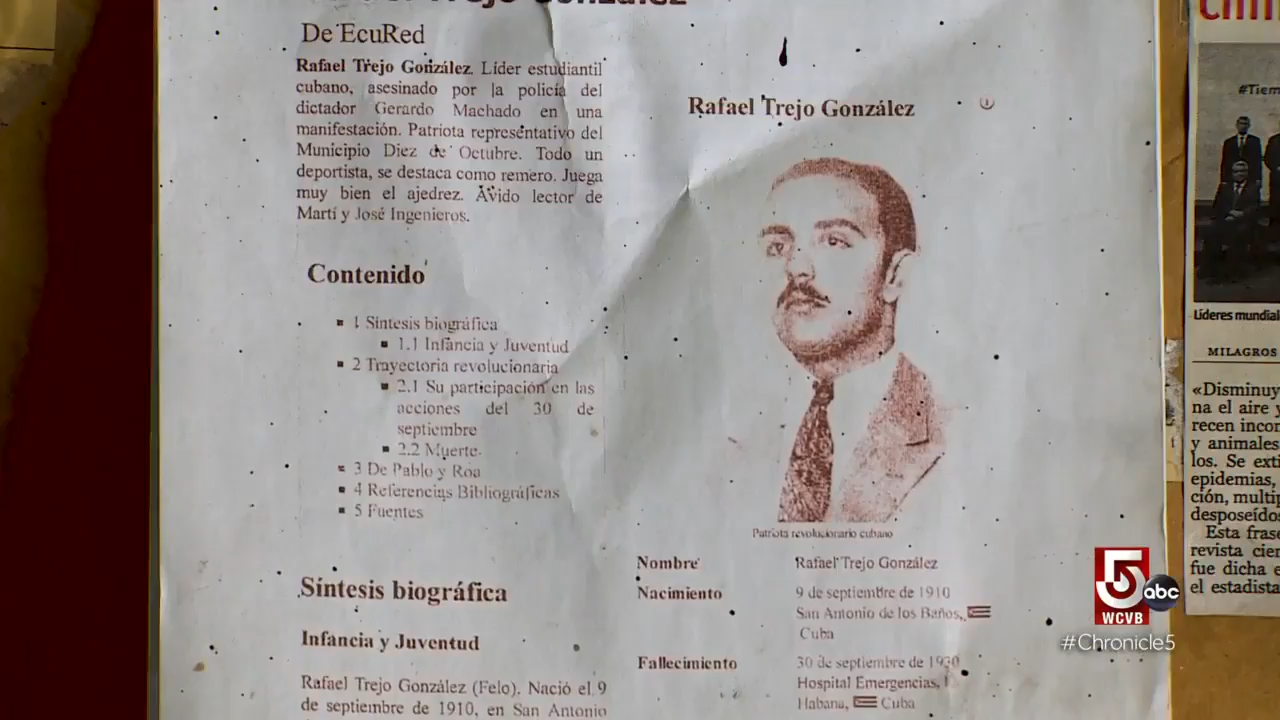 De EcuRed
Rafael Trejo González. Líder estudiantil
cubano, asesinado por la policía del
dictador Gerardo Machado en una
manifestación. Patriota representativo del
Municipio Diez de Octubre. Todo un
deportista, se destaca como remero. Juega
muy bien el ajedrez. Ávido lector de
Martí y José Ingenieros.
Contenido
1 Síntesis biográfica
1.1 Infancia y Juventud
2 Trayectoria revolucionaria
2.1 Su participación en las
acciones del 30 de
septiembre
2.2 Muerte
3 De Pablo y Roa
4 Referencias Bibliográficas
5 Fuentes
Síntesis biográfica
Infancia y Juventud
Rafael Trejo González (Felo). Nació el 9
de septiembre de 1910, en San Antonio
Rafael Trejo González
Patriota revolucionario cubano
Nombre Rafael Trejo González
Nacimiento 9 de septiembre de 1910
San Antonio de los Baños,
Cuba
Fallecimiento 30 de septiembre de 1930
Hospital Emergencias,
Habana, Cuba
#Tiem
Líderes mundial
MILAGROS
«Disminuy
na el aire y
recen incor
y animales
los. Se exti
epidemias,
ción, multip
desposeídos
Esta frase
revista cien
fue dicha e
el estadista
5 abc
WCVB
#Chronicle5